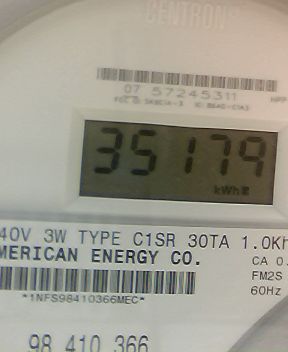 CENTRON®
07 57245311
35179
kWh
40V 3W TYPE C1SR 30TA 1.0Kh
MERICAN ENERGY CO.
CA 0.
FM2S
*1NFS98410366MEC*
60Hz
98 410 366